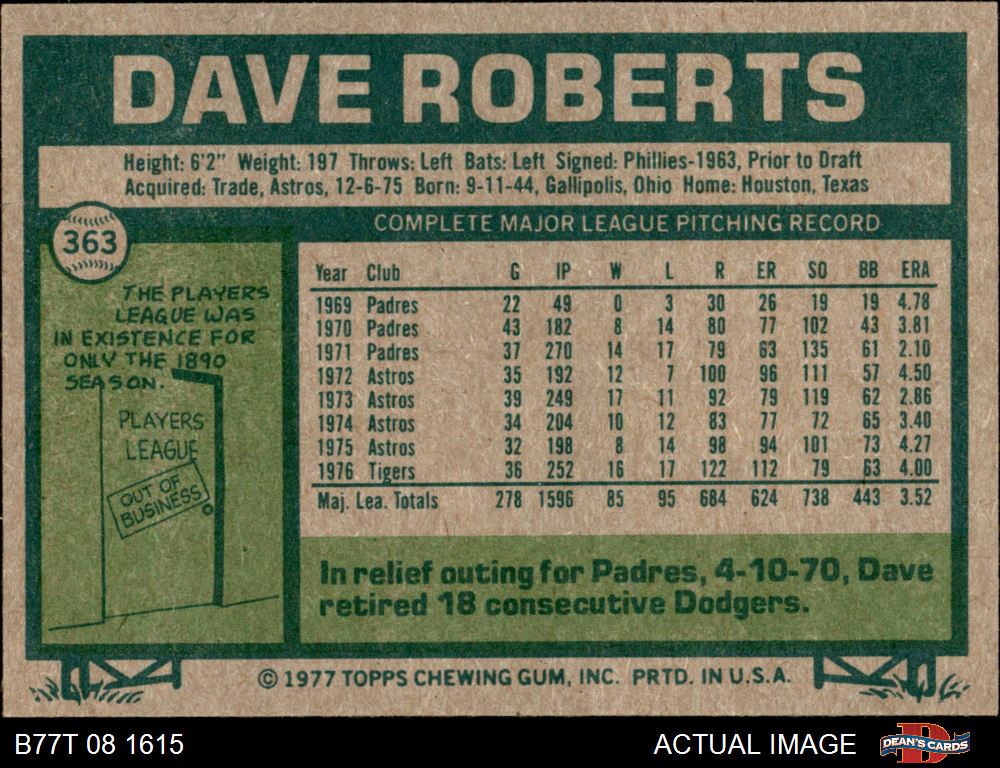 DAVE ROBERTS
Height: 6'2" Weight: 197 Throws: Left Bats: Left Signed: Phillies-1963, Prior to Draft
Acquired: Trade, Astros, 12-6-75 Born: 9-11-44, Gallipolis, Ohio Home: Houston, Texas
363
COMPLETE MAJOR LEAGUE PITCHING RECORD
THE PLAYERS
LEAGUE WAS
IN EXISTENCE FOR
ONLY THE 1890
SEASON.
PLAYERS
LEAGUE
OUT OF
BUSINESS
Year Club G IP W L R ER SO BB ERA
1969 Padres 22 49 0 3 30 26 19 19 4.78
1970 Padres 43 182 8 14 80 77 102 43 3.81
1971 Padres 37 270 14 17 79 63 135 61 2.10
1972 Astros 35 192 12 7 100 96 111 57 4.50
1973 Astros 39 249 17 11 92 79 119 62 2.86
1974 Astros 34 204 10 12 83 77 72 65 3.40
1975 Astros 32 198 8 14 98 94 101 73 4.27
1976 Tigers 36 252 16 17 122 112 79 63 4.00
Maj. Lea. Totals 278 1596 85 95 684 624 738 443 3.52
In relief outing for Padres, 4-10-70, Dave
retired 18 consecutive Dodgers.
© 1977 TOPPS CHEWING GUM, INC. PRTD. IN U.S.A.
B77T 08 1615
ACTUAL IMAGE
DEAN'S CARDS